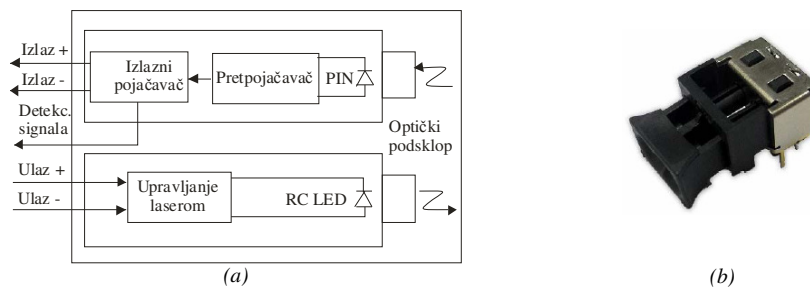 Izlaz +
Izlaz -
Detekc.
signala
Izlazni
pojačavač
Pretpojačavač
PIN
Optički
podsklop
Ulaz +
Ulaz -
Upravljanje
laserom
RC LED
(a)
(b)